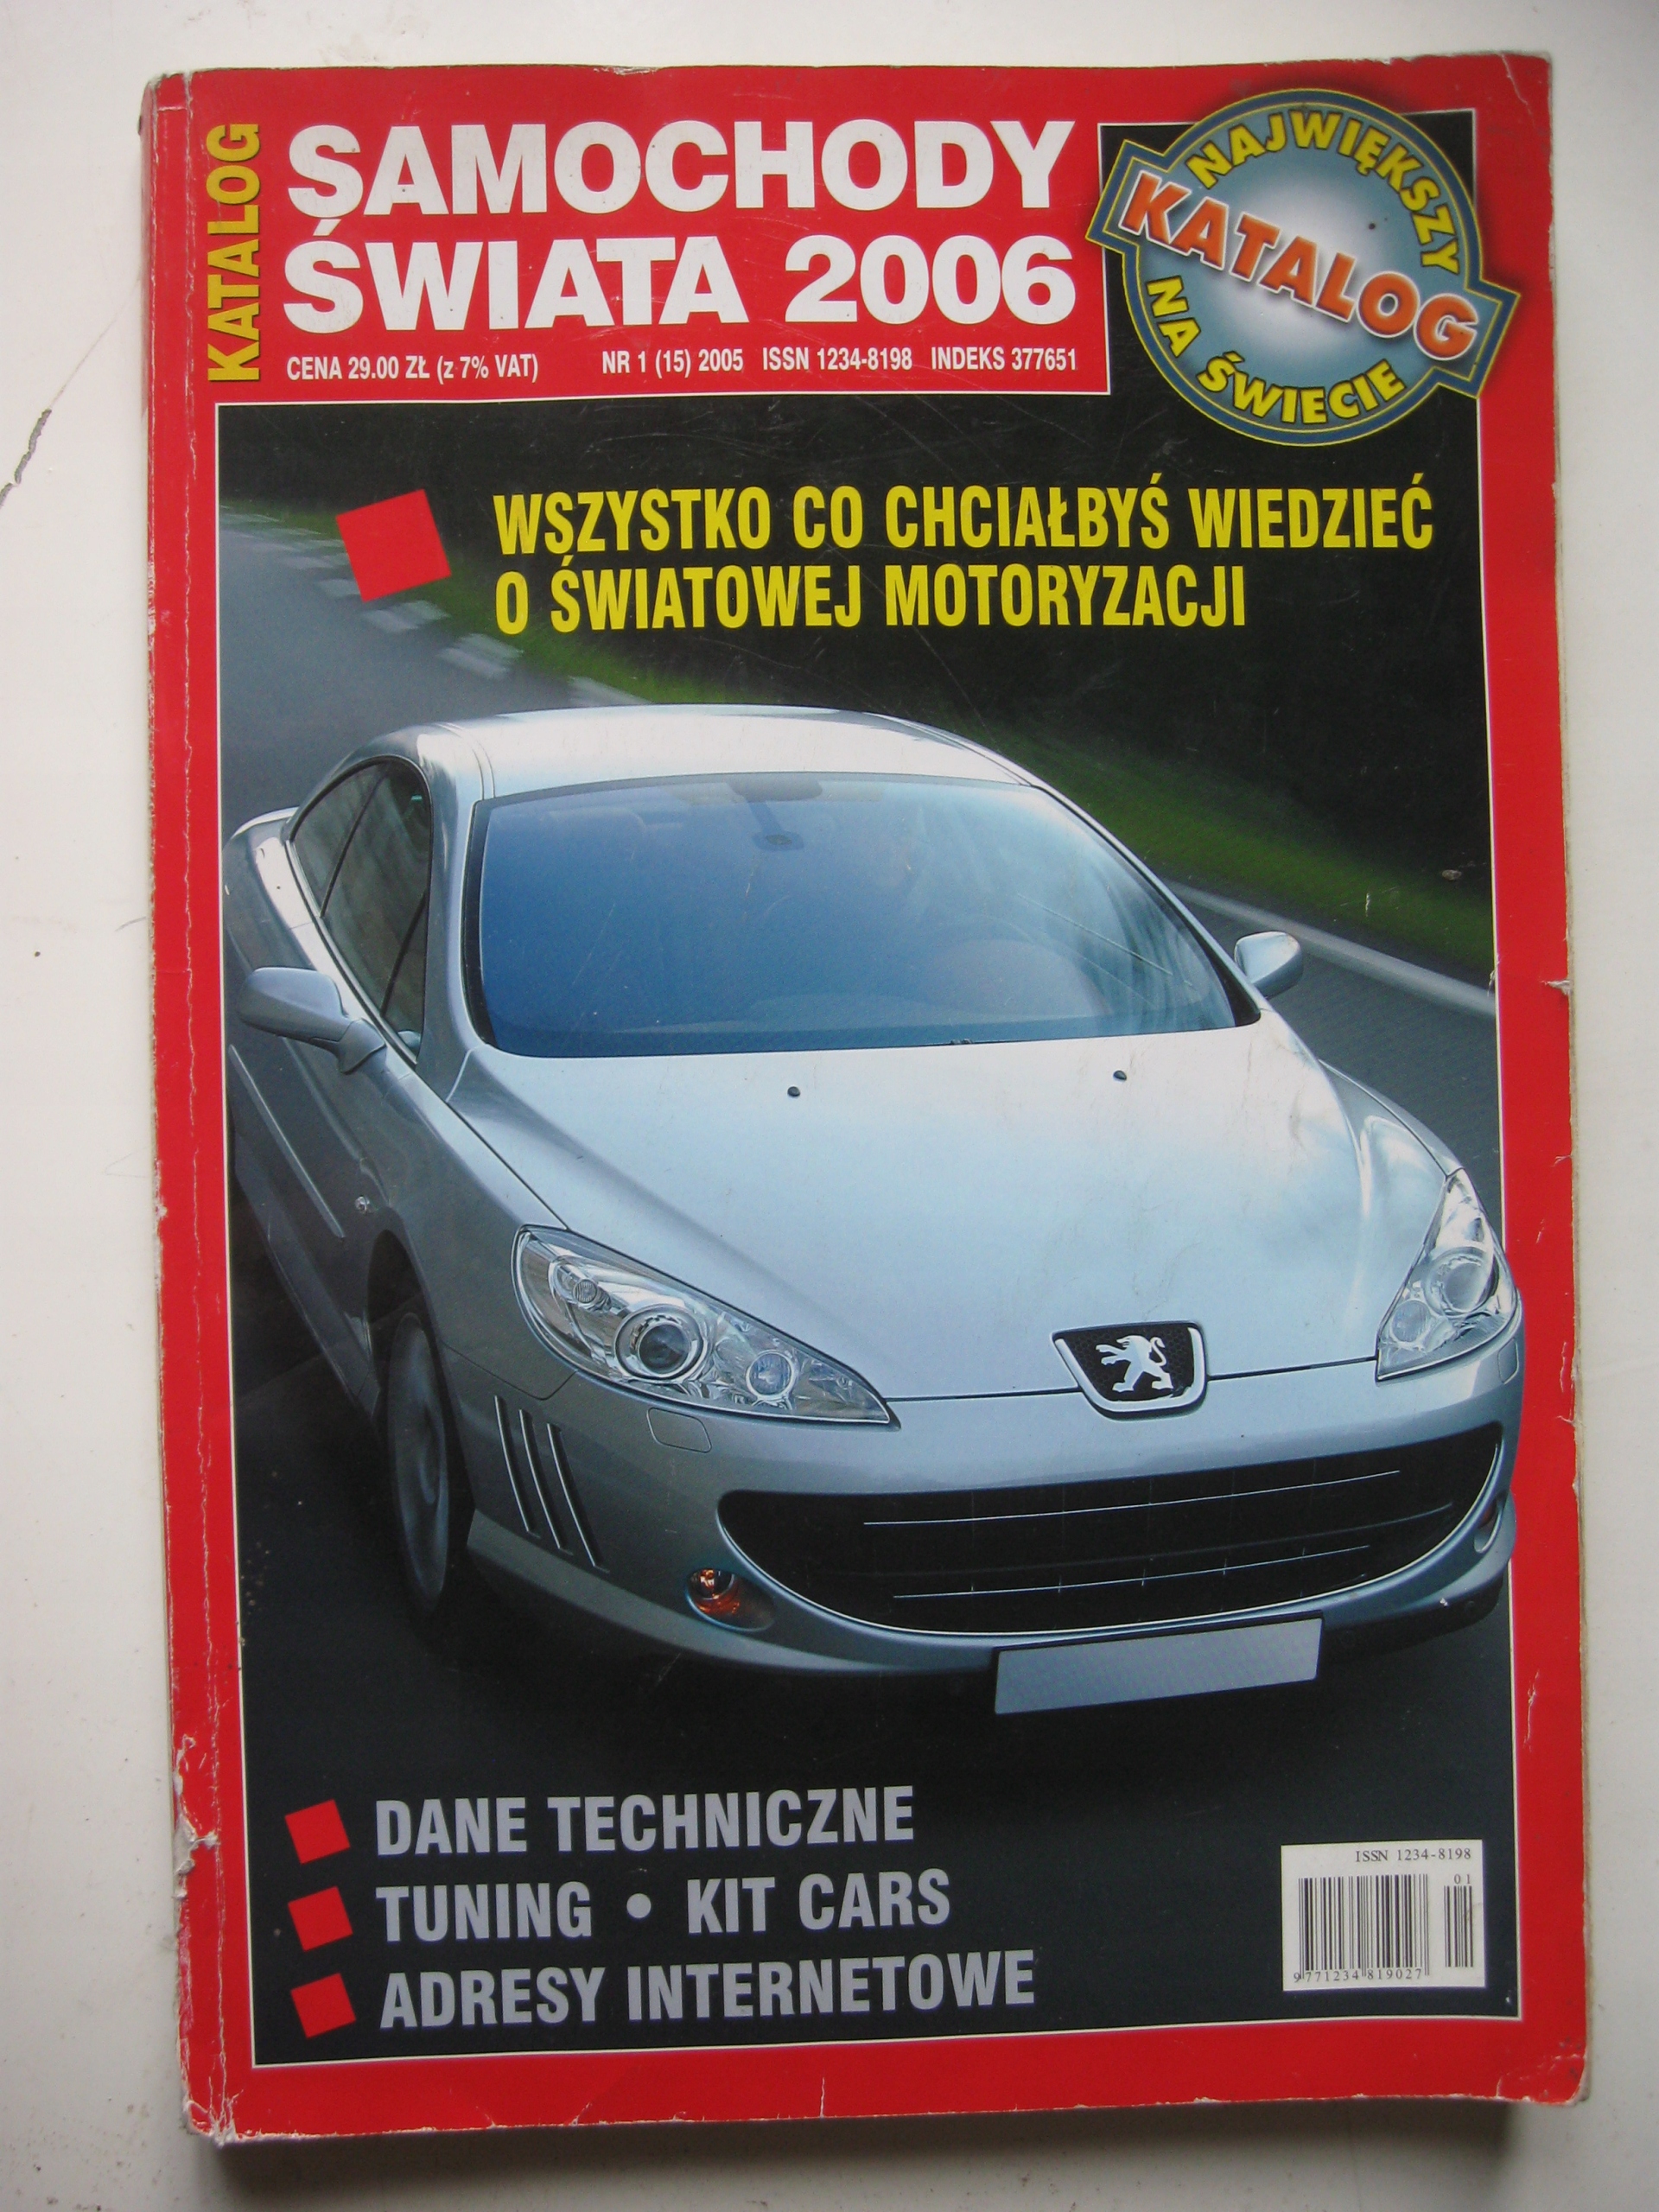 KATALOG
SAMOCHODY
ŚWIATA 2006
CENA 29.00 ZŁ (z 7% VAT) NR 1 (15) 2005 ISSN 1234-8198 INDEKS 377651
NAJWIĘKSZY
KATALOG
NA ŚWIECIE
WSZYSTKO CO CHCIAŁBYŚ WIEDZIEĆ
O ŚWIATOWEJ MOTORYZACJI
DANE TECHNICZNE
TUNING • KIT CARS
ADRESY INTERNETOWE
ISSN 1234-8198
01
9 771234 819027